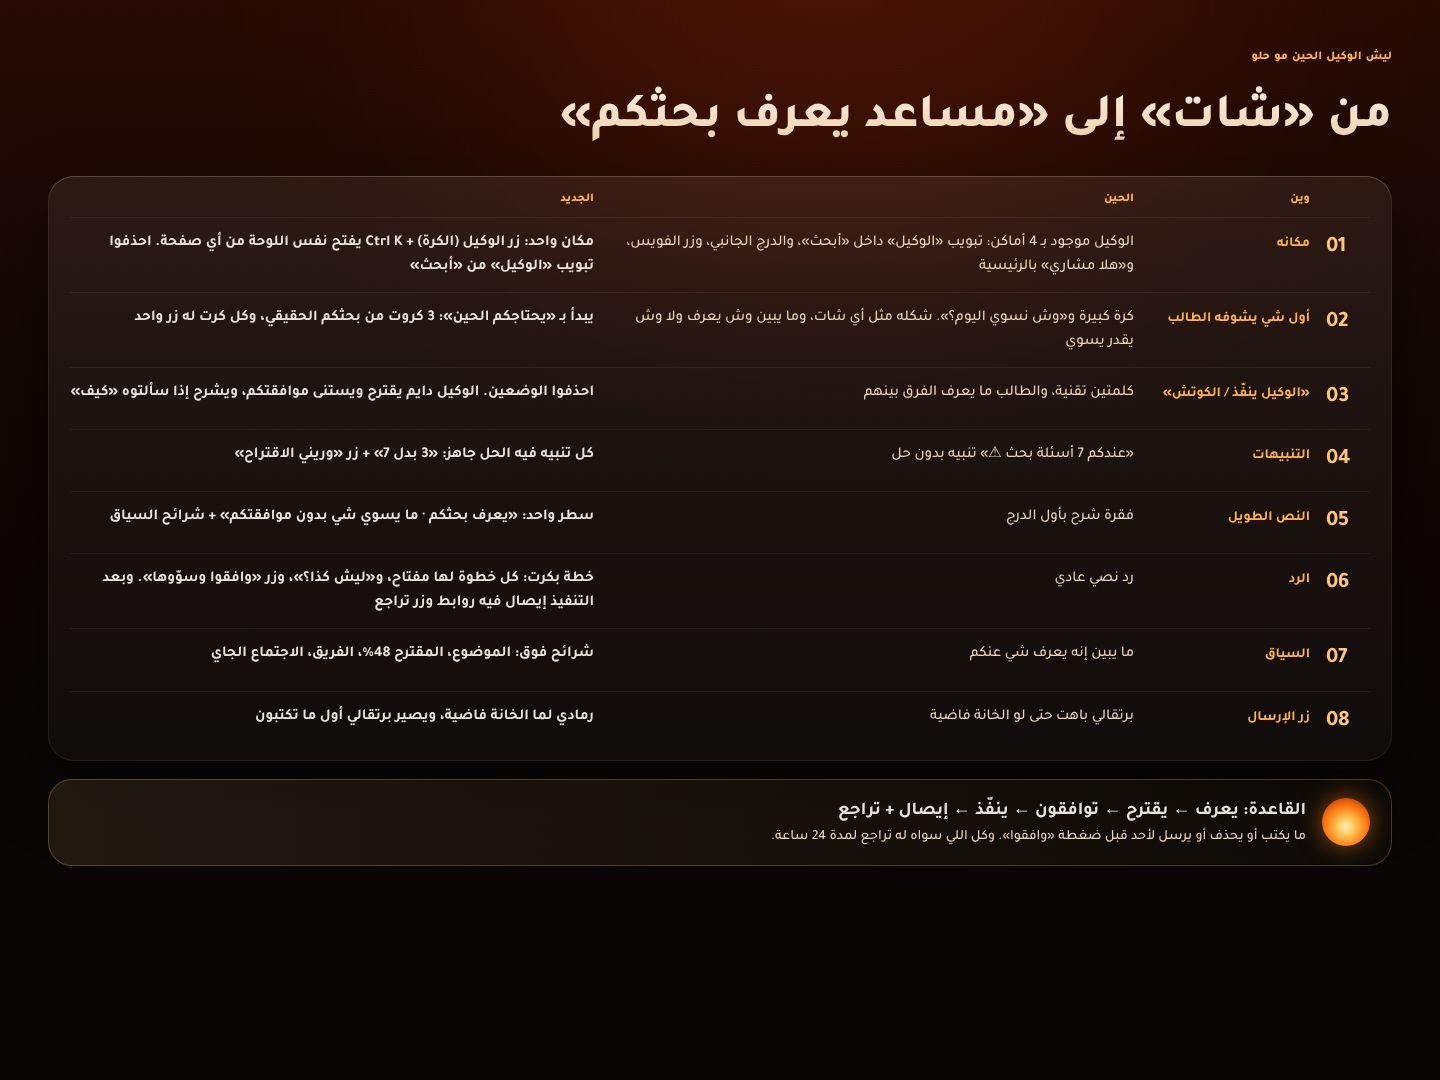 ليش الوكيل الحين مو حلو
من «شات» إلى «مساعد يعرف بحثكم»
وين
الحين
الجديد
01
مكانه
الوكيل موجود بـ 4 أماكن: تبويب «الوكيل» داخل «أبحث»، والدرج الجانبي، وزر الفويس،
و«هلا مشاري» بالرئيسية
مكان واحد: زر الوكيل (الكرة) + Ctrl K يفتح نفس اللوحة من أي صفحة. احذفوا
تبويب «الوكيل» من «أبحث»
02
أول شي يشوفه الطالب
كرة كبيرة و«وش نسوي اليوم؟». شكله مثل أي شات، وما يبين وش يعرف ولا وش
يقدر يسوي
يبدأ بـ «يحتاجكم الحين»: 3 كروت من بحثكم الحقيقي، وكل كرت له زر واحد
03
«الوكيل ينفّذ / الكوتش»
كلمتين تقنية، والطالب ما يعرف الفرق بينهم
احذفوا الوضعين. الوكيل دايم يقترح ويستنى موافقتكم، ويشرح إذا سألتوه «كيف»
04
التنبيهات
«عندكم 7 أسئلة بحث ⚠» تنبيه بدون حل
كل تنبيه فيه الحل جاهز: «3 بدل 7» + زر «وريني الاقتراح»
05
النص الطويل
فقرة شرح بأول الدرج
سطر واحد: «يعرف بحثكم · ما يسوي شي بدون موافقتكم» + شرائح السياق
06
الرد
رد نصي عادي
خطة بكرت: كل خطوة لها مفتاح، و«ليش كذا؟»، وزر «وافقوا وسوّوها». وبعد
التنفيذ إيصال فيه روابط وزر تراجع
07
السياق
ما يبين إنه يعرف شي عنكم
شرائح فوق: الموضوع، المقترح 48%، الفريق، الاجتماع الجاي
08
زر الإرسال
برتقالي باهت حتى لو الخانة فاضية
رمادي لما الخانة فاضية، ويصير برتقالي أول ما تكتبون
القاعدة: يعرف ← يقترح ← توافقون ← ينفّذ ← إيصال + تراجع
ما يكتب أو يحذف أو يرسل لأحد قبل ضغطة «وافقوا». وكل اللي سواه له تراجع لمدة 24 ساعة.